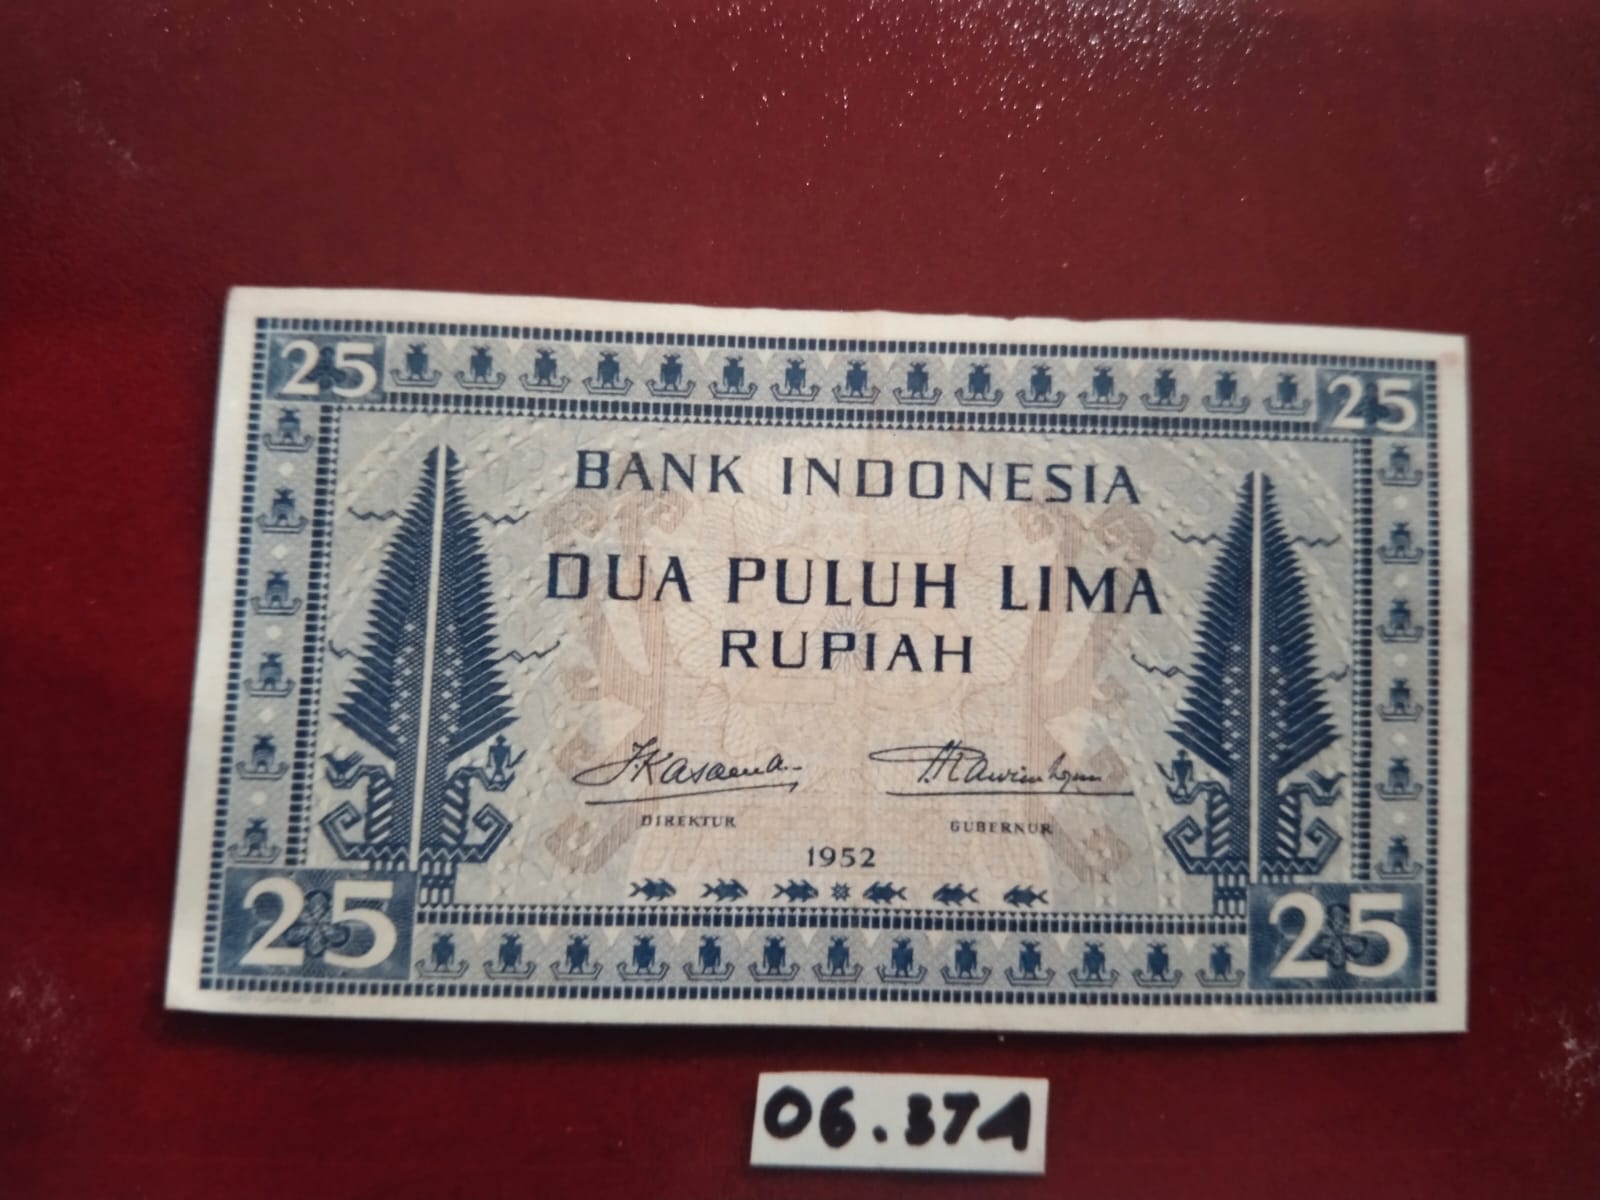 25 25
BANK INDONESIA
DUA PULUH LIMA
RUPIAH
DIREKTUR GUBERNUR
1952
25 25
06.371